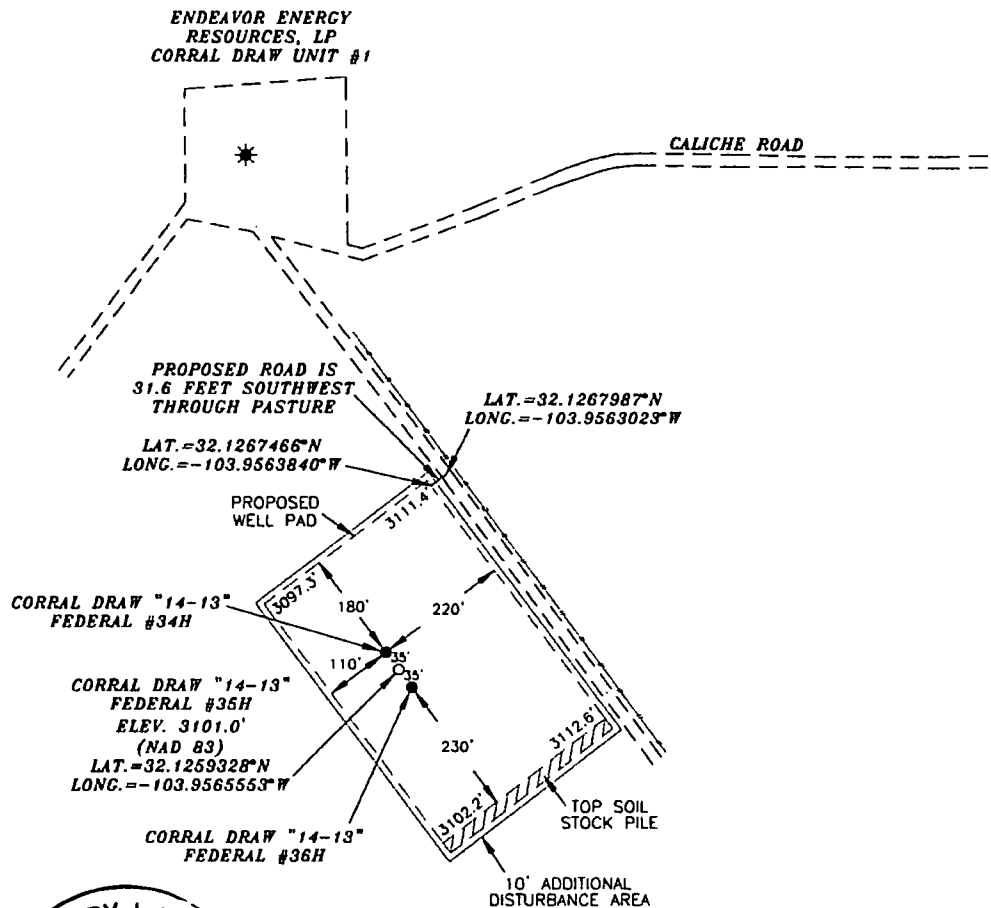 ENDEAVOR ENERGY
RESOURCES, LP
CORRAL DRAW UNIT #1
CALICHE ROAD
PROPOSED ROAD IS
31.6 FEET SOUTHWEST
THROUGH PASTURE
LAT.=32.1267987°N
LONG.=-103.9563023°W
LAT.=32.1267466°N
LONG.=-103.9563840°W
PROPOSED
WELL PAD
3111.4'
3097.3'
CORRAL DRAW "14-13"
FEDERAL #34H
180'
220'
110'
35'
35'
CORRAL DRAW "14-13"
FEDERAL #35H
ELEV. 3101.0'
(NAD 83)
LAT.=32.1259328°N
LONG.=-103.9565553°W
230'
3112.6'
3102.2'
TOP SOIL
STOCK PILE
CORRAL DRAW "14-13"
FEDERAL #36H
10' ADDITIONAL
DISTURBANCE AREA